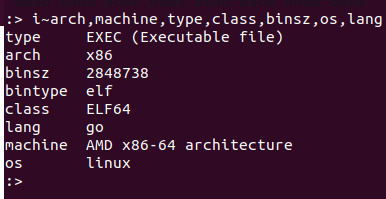 :> i~arch,machine,type,class,binsz,os,lang
type     EXEC (Executable file)
arch     x86
binsz    2848738
bintype  elf
class    ELF64
lang     go
machine  AMD x86-64 architecture
os       linux
:>